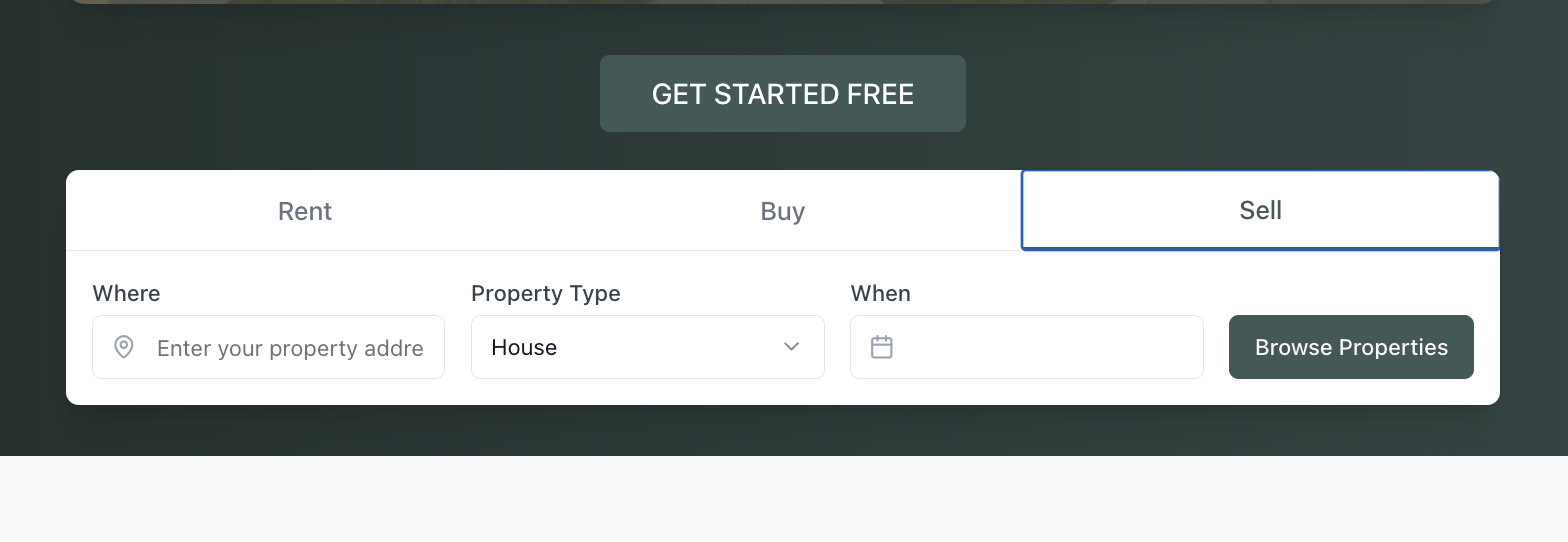 GET STARTED FREE
Rent
Buy
Sell
Where
Property Type
When
Enter your property addre
House
Browse Properties